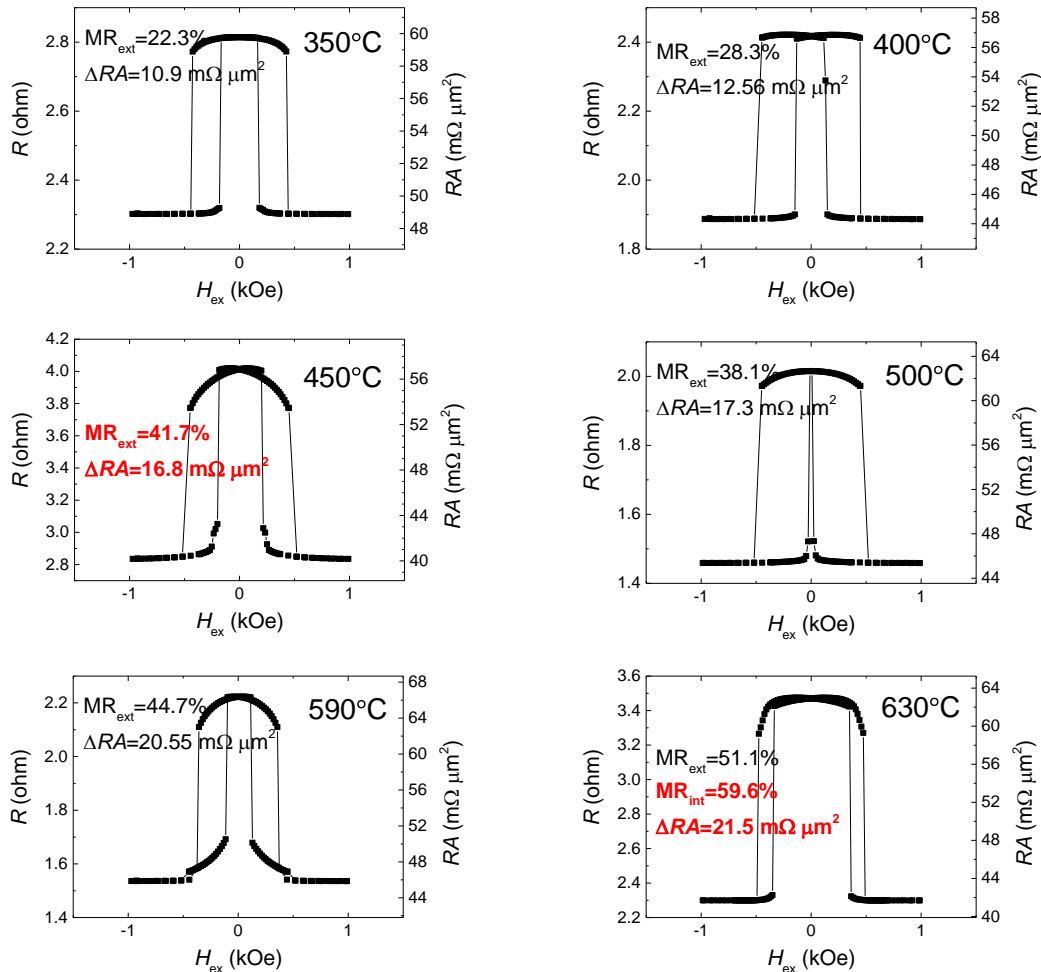 350°C
MR_ext=22.3%
ΔRA=10.9 mΩ μm²
2.8
2.6
2.4
2.2
R (ohm)
60
58
56
54
52
50
48
RA (mΩ μm²)
-1 0 1
H_ex (kOe)
400°C
MR_ext=28.3%
ΔRA=12.56 mΩ μm²
2.4
2.2
2.0
1.8
R (ohm)
58
56
54
52
50
48
46
44
RA (mΩ μm²)
-1 0 1
H_ex (kOe)
450°C
MR_ext=41.7%
ΔRA=16.8 mΩ μm²
4.2
4.0
3.8
3.6
3.4
3.2
3.0
2.8
R (ohm)
56
52
48
44
40
RA (mΩ μm²)
-1 0 1
H_ex (kOe)
500°C
MR_ext=38.1%
ΔRA=17.3 mΩ μm²
2.0
1.8
1.6
1.4
R (ohm)
64
60
56
52
48
44
RA (mΩ μm²)
-1 0 1
H_ex (kOe)
590°C
MR_ext=44.7%
ΔRA=20.55 mΩ μm²
2.2
2.0
1.8
1.6
1.4
R (ohm)
68
64
60
56
52
48
44
RA (mΩ μm²)
-1 0 1
H_ex (kOe)
630°C
MR_ext=51.1%
MR_int=59.6%
ΔRA=21.5 mΩ μm²
3.6
3.4
3.2
3.0
2.8
2.6
2.4
2.2
R (ohm)
64
60
56
52
48
44
40
RA (mΩ μm²)
-1 0 1
H_ex (kOe)